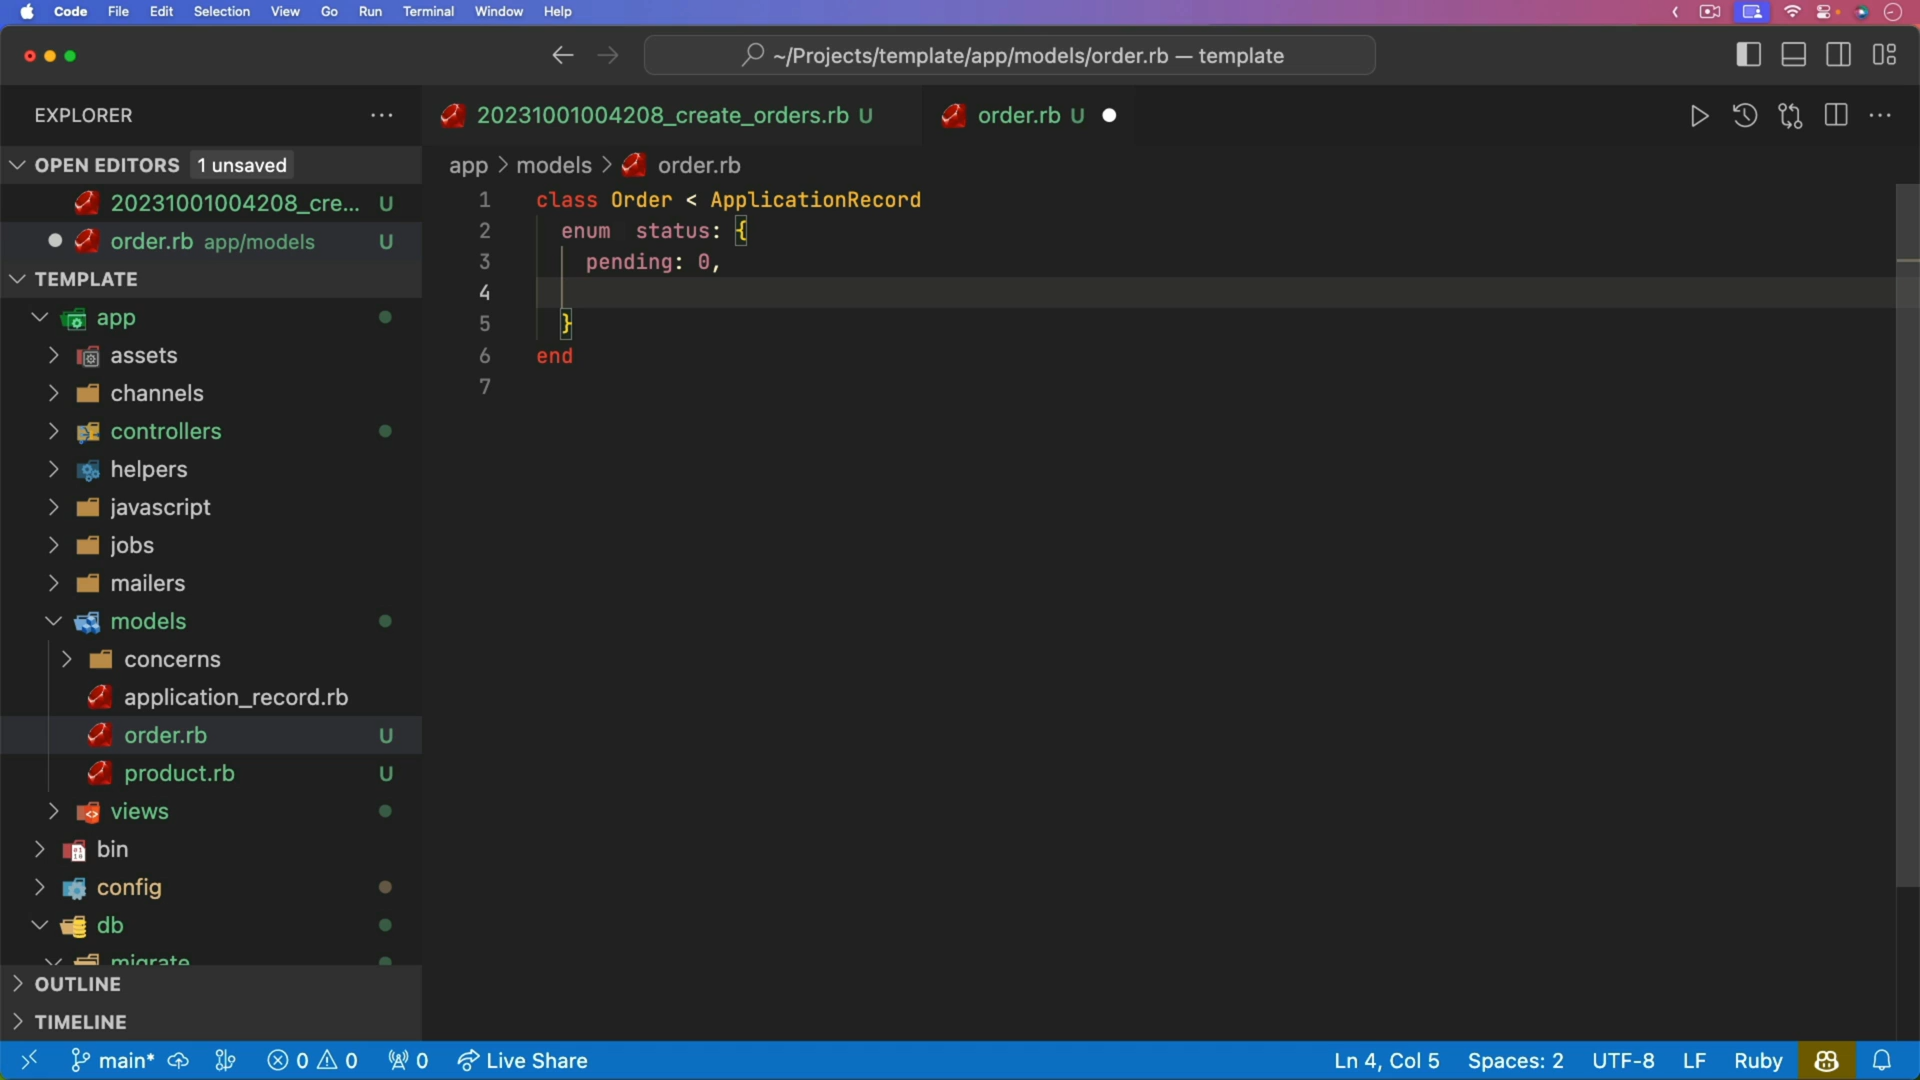 Code File Edit Selection View Go Run Terminal Window Help
~/Projects/template/app/models/order.rb — template
EXPLORER
20231001004208_create_orders.rb U
order.rb U
OPEN EDITORS 1 unsaved
20231001004208_cre... U
order.rb app/models U
TEMPLATE
app
assets
channels
controllers
helpers
javascript
jobs
mailers
models
concerns
application_record.rb
order.rb U
product.rb U
views
bin
config
db
migrate
OUTLINE
TIMELINE
app > models > order.rb
1 class Order < ApplicationRecord
2 enum status: {
3 pending: 0,
4
5 }
6 end
7
main* 0 0 0 Live Share
Ln 4, Col 5 Spaces: 2 UTF-8 LF Ruby